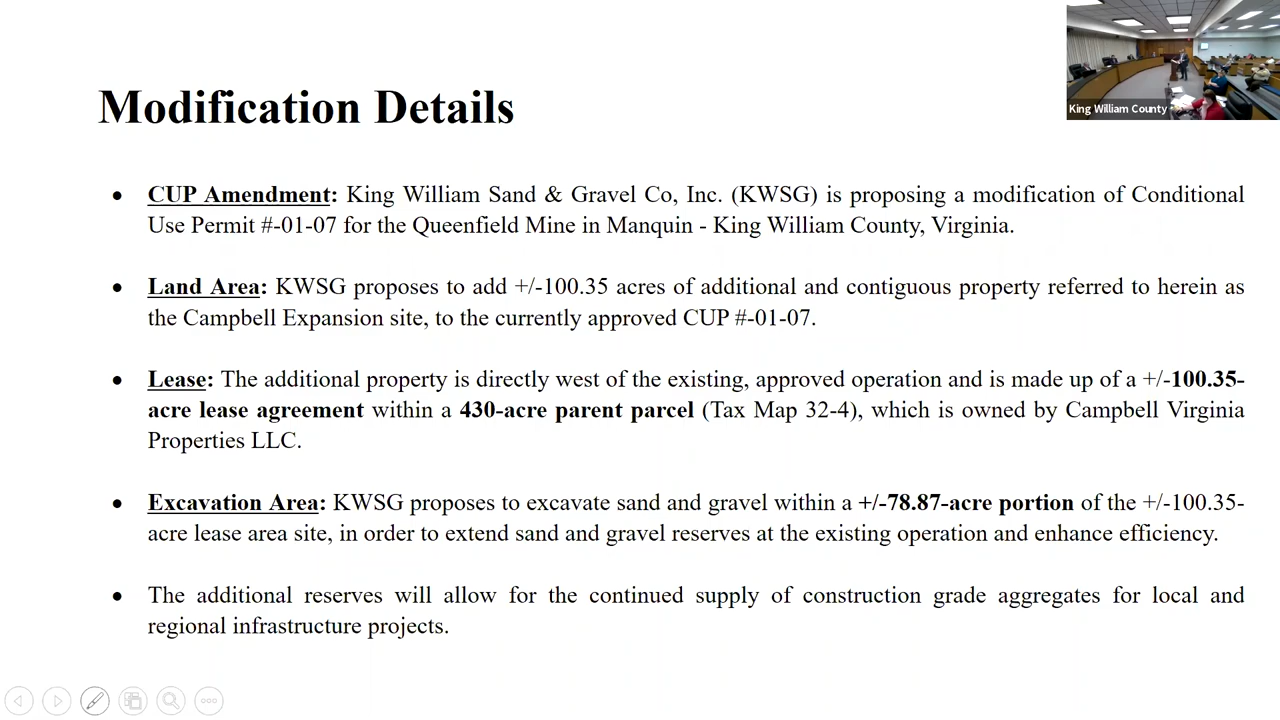 King William County
Modification Details
• CUP Amendment: King William Sand & Gravel Co, Inc. (KWSG) is proposing a modification of Conditional
Use Permit #-01-07 for the Queenfield Mine in Manquin - King William County, Virginia.
• Land Area: KWSG proposes to add +/-100.35 acres of additional and contiguous property referred to herein as
the Campbell Expansion site, to the currently approved CUP #-01-07.
• Lease: The additional property is directly west of the existing, approved operation and is made up of a +/-100.35-
acre lease agreement within a 430-acre parent parcel (Tax Map 32-4), which is owned by Campbell Virginia
Properties LLC.
• Excavation Area: KWSG proposes to excavate sand and gravel within a +/-78.87-acre portion of the +/-100.35-
acre lease area site, in order to extend sand and gravel reserves at the existing operation and enhance efficiency.
• The additional reserves will allow for the continued supply of construction grade aggregates for local and
regional infrastructure projects.